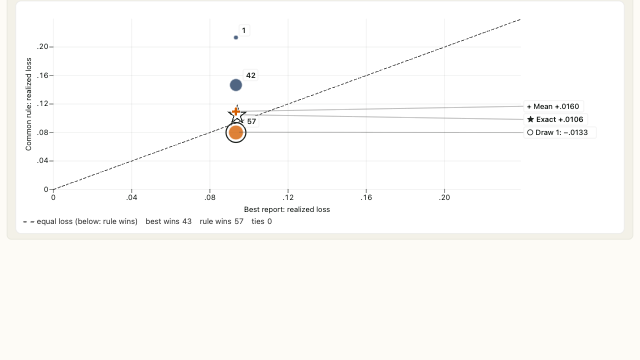 1
.20
42
.16
Common rule: realized loss
.12
57
.08
.04
0
+ Mean +.0160
★ Exact +.0106
○ Draw 1: −.0133
0 .04 .08 .12 .16 .20
Best report: realized loss
– – equal loss (below: rule wins) best wins 43 rule wins 57 ties 0